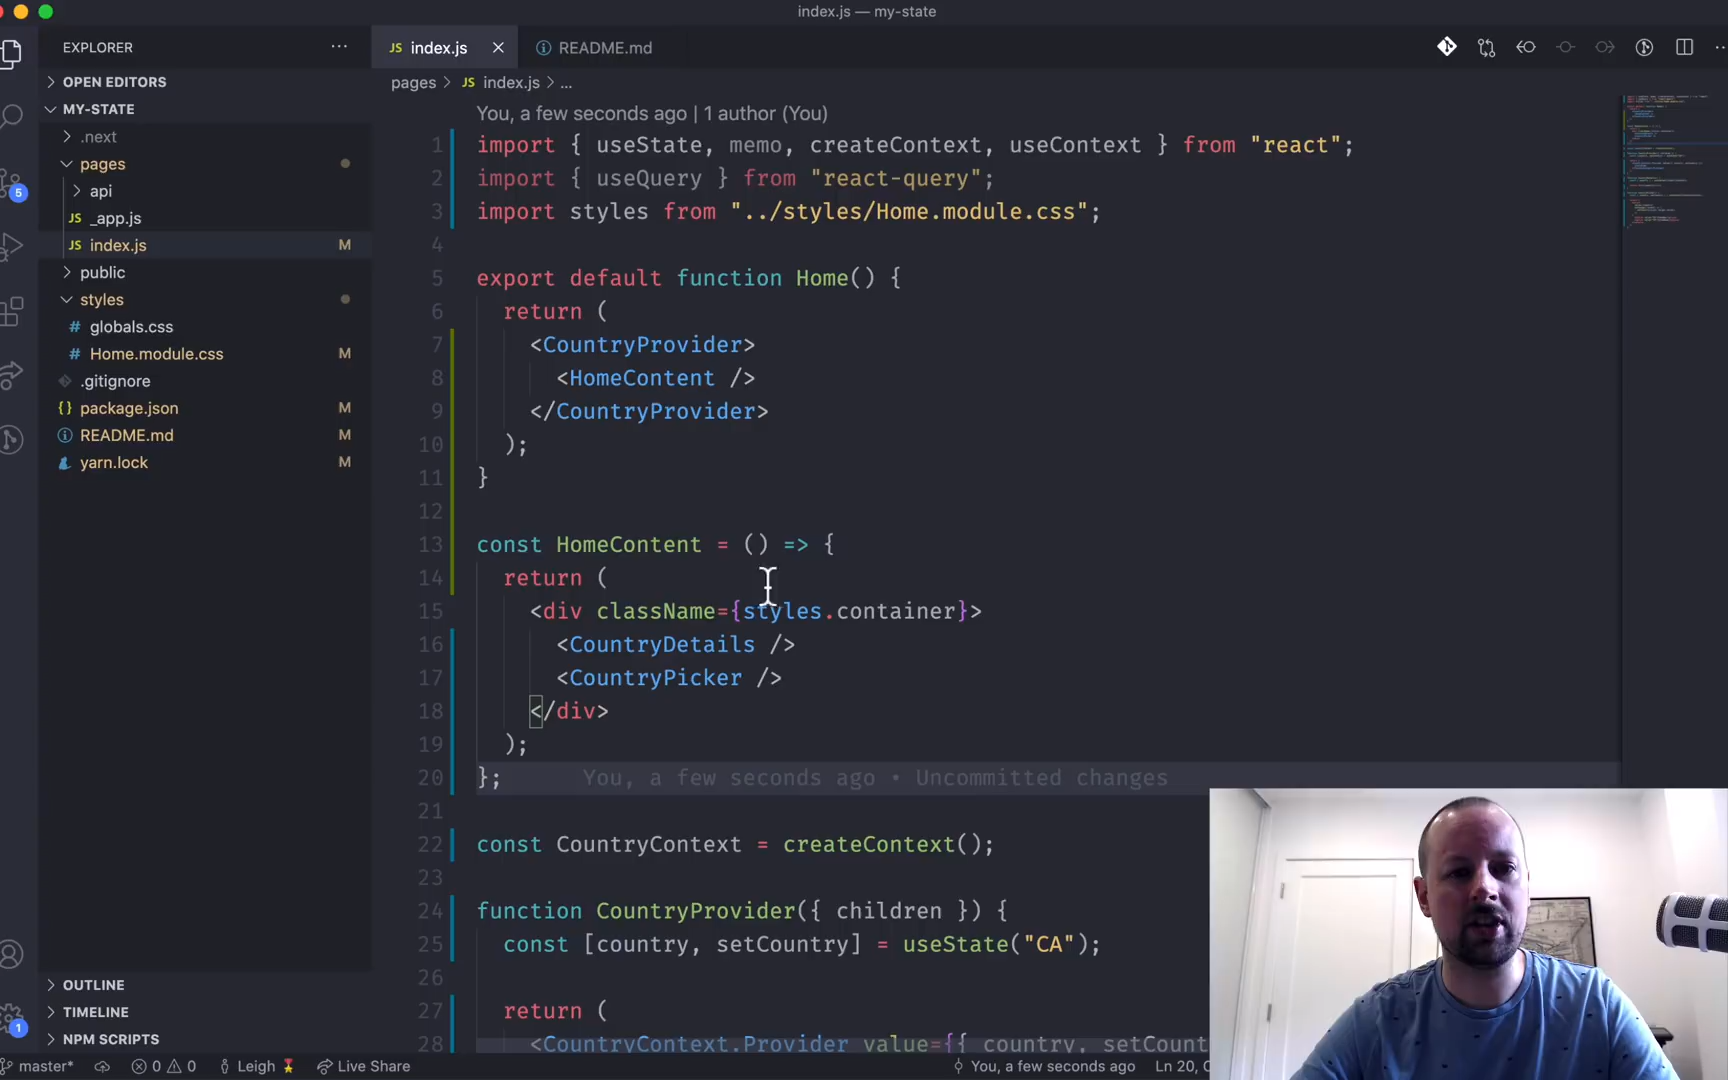 index.js — my-state
EXPLORER
OPEN EDITORS
MY-STATE
.next
pages
api
JS _app.js
JS index.js M
public
styles
# globals.css
# Home.module.css M
.gitignore
{} package.json M
README.md M
yarn.lock M
5
1
OUTLINE
TIMELINE
NPM SCRIPTS
JS index.js
README.md
pages > JS index.js > ...
You, a few seconds ago | 1 author (You)
1 import { useState, memo, createContext, useContext } from "react";
2 import { useQuery } from "react-query";
3 import styles from "../styles/Home.module.css";
4
5 export default function Home() {
6 return (
7 <CountryProvider>
8 <HomeContent />
9 </CountryProvider>
10 );
11 }
12
13 const HomeContent = () => {
14 return (
15 <div className={styles.container}>
16 <CountryDetails />
17 <CountryPicker />
18 </div>
19 );
20 }; You, a few seconds ago • Uncommitted changes
21
22 const CountryContext = createContext();
23
24 function CountryProvider({ children }) {
25 const [country, setCountry] = useState("CA");
26
27 return (
28 <CountryContext.Provider value={{ country, setCount
master* 0 0 Leigh Live Share You, a few seconds ago Ln 20,